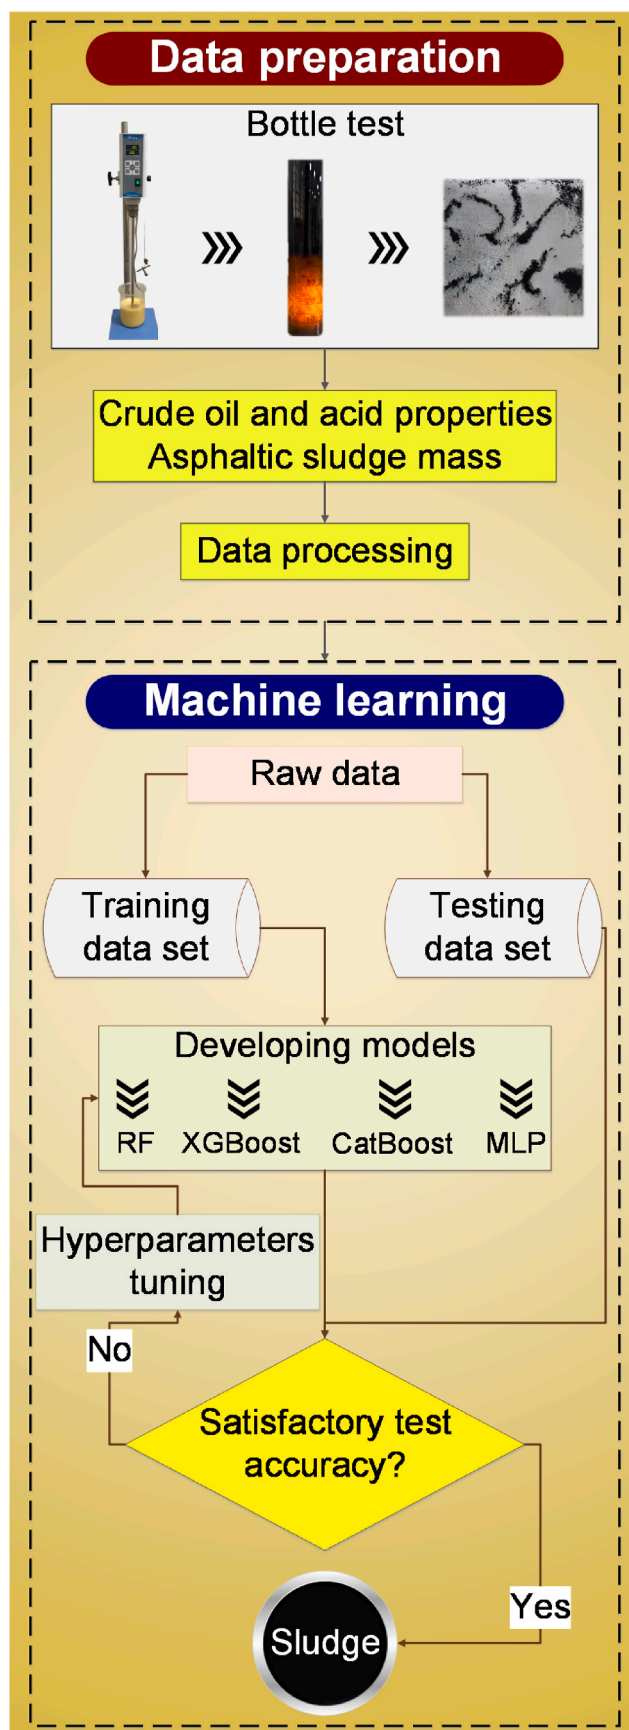 Data preparation
Bottle test
Crude oil and acid properties
Asphaltic sludge mass
Data processing
Machine learning
Raw data
Training
data set
Testing
data set
Developing models
RF XGBoost CatBoost MLP
Hyperparameters
tuning
No
Satisfactory test
accuracy?
Yes
Sludge